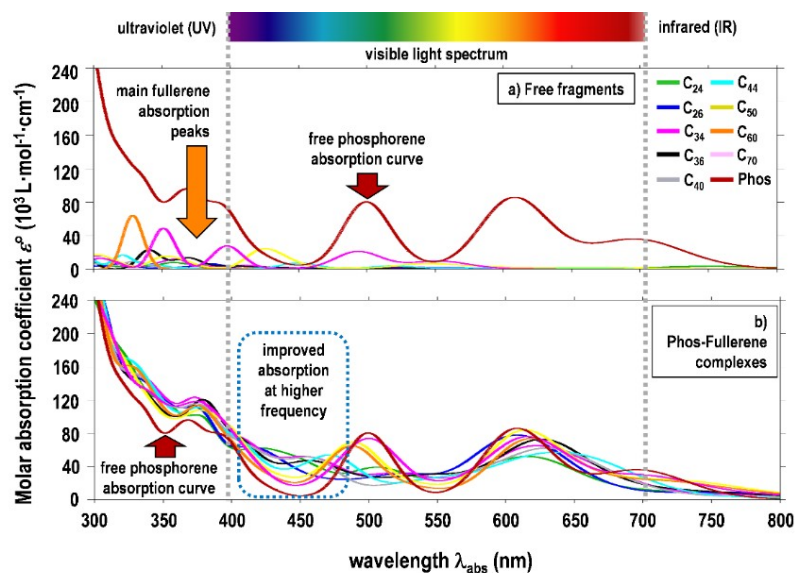 ultraviolet (UV)
infrared (IR)
visible light spectrum
Molar absorption coefficient ε° (10³ L·mol⁻¹·cm⁻¹)
240
200
160
120
80
40
0
main fullerene
absorption
peaks
free phosphorene
absorption curve
a) Free fragments
C₂₄ C₄₄
C₂₆ C₅₀
C₃₄ C₆₀
C₃₆ C₇₀
C₄₀ Phos
240
200
160
120
80
40
0
improved
absorption
at higher
frequency
free phosphorene
absorption curve
b)
Phos-Fullerene
complexes
300 350 400 450 500 550 600 650 700 750 800
wavelength λabs (nm)